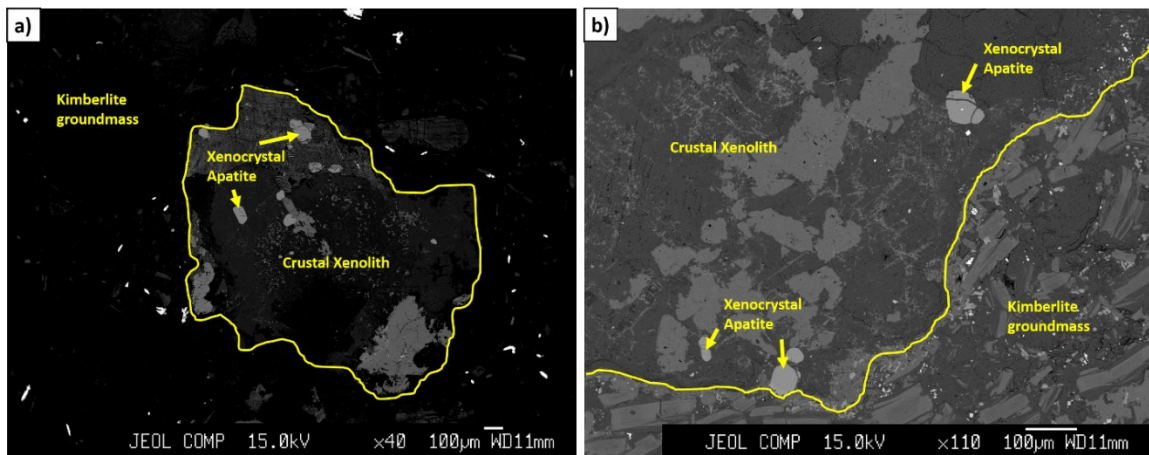 a)
Kimberlite
groundmass
Xenocrystal
Apatite
Crustal Xenolith
JEOL COMP 15.0kV ×40 100µm WD11mm
b)
Xenocrystal
Apatite
Crustal Xenolith
Xenocrystal
Apatite
Kimberlite
groundmass
JEOL COMP 15.0kV ×110 100µm WD11mm